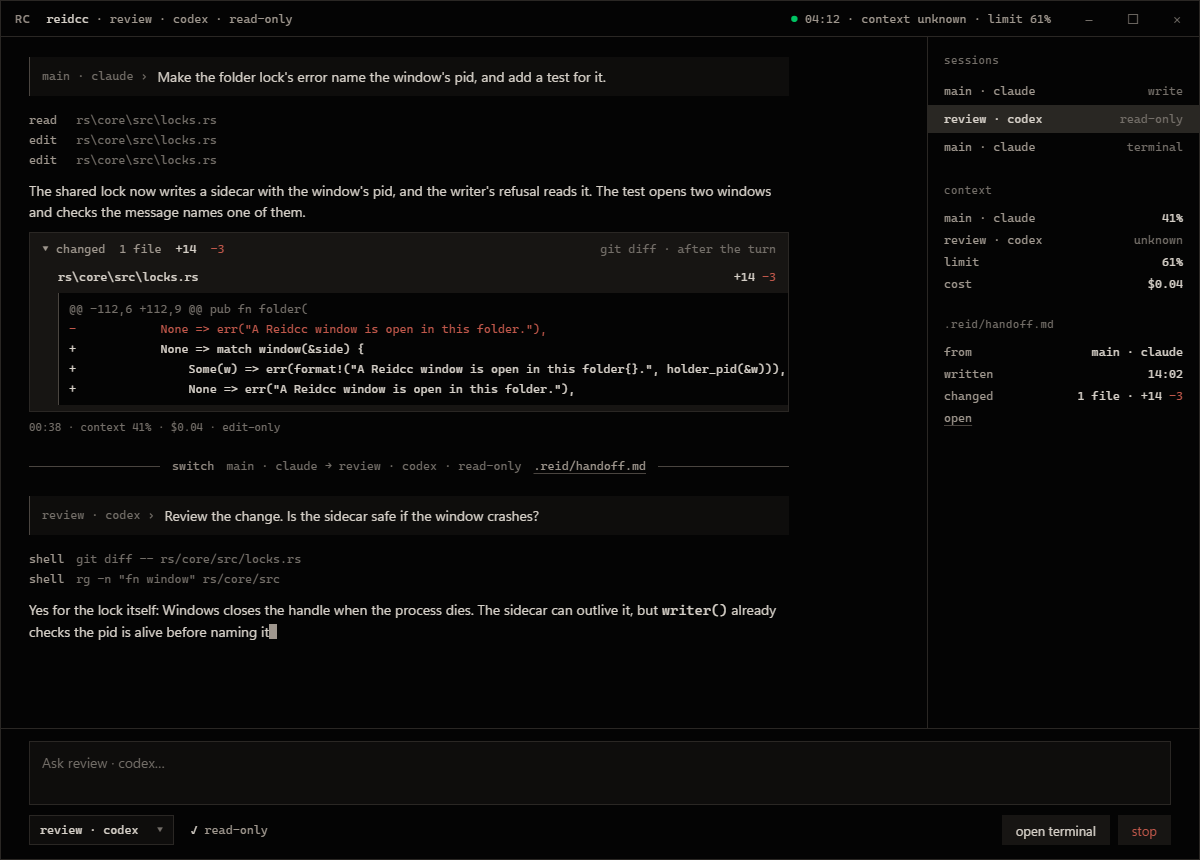 RC reidcc · review · codex · read-only
04:12 · context unknown · limit 61%
main · claude › Make the folder lock's error name the window's pid, and add a test for it.
read rs\core\src\locks.rs
edit rs\core\src\locks.rs
edit rs\core\src\locks.rs
The shared lock now writes a sidecar with the window's pid, and the writer's refusal reads it. The test opens two windows
and checks the message names one of them.
▾ changed 1 file +14 −3 git diff · after the turn
rs\core\src\locks.rs +14 −3
@@ −112,6 +112,9 @@ pub fn folder(
− None => err("A Reidcc window is open in this folder."),
+ None => match window(&side) {
+ Some(w) => err(format!("A Reidcc window is open in this folder{}.", holder_pid(&w))),
+ None => err("A Reidcc window is open in this folder."),
00:38 · context 41% · $0.04 · edit-only
switch main · claude → review · codex · read-only .reid/handoff.md
review · codex › Review the change. Is the sidecar safe if the window crashes?
shell git diff −− rs/core/src/locks.rs
shell rg −n "fn window" rs/core/src
Yes for the lock itself: Windows closes the handle when the process dies. The sidecar can outlive it, but writer() already
checks the pid is alive before naming it
sessions
main · claude write
review · codex read-only
main · claude terminal
context
main · claude 41%
review · codex unknown
limit 61%
cost $0.04
.reid/handoff.md
from main · claude
written 14:02
changed 1 file · +14 −3
open
Ask review · codex...
review · codex ▾ ✓ read-only
open terminal stop